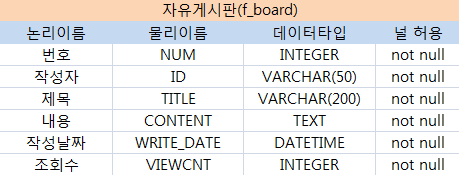 자유게시판(f_board)
논리이름 물리이름 데이터타입 널 허용
번호 NUM INTEGER not null
작성자 ID VARCHAR(50) not null
제목 TITLE VARCHAR(200) not null
내용 CONTENT TEXT not null
작성날짜 WRITE_DATE DATETIME not null
조회수 VIEWCNT INTEGER not null